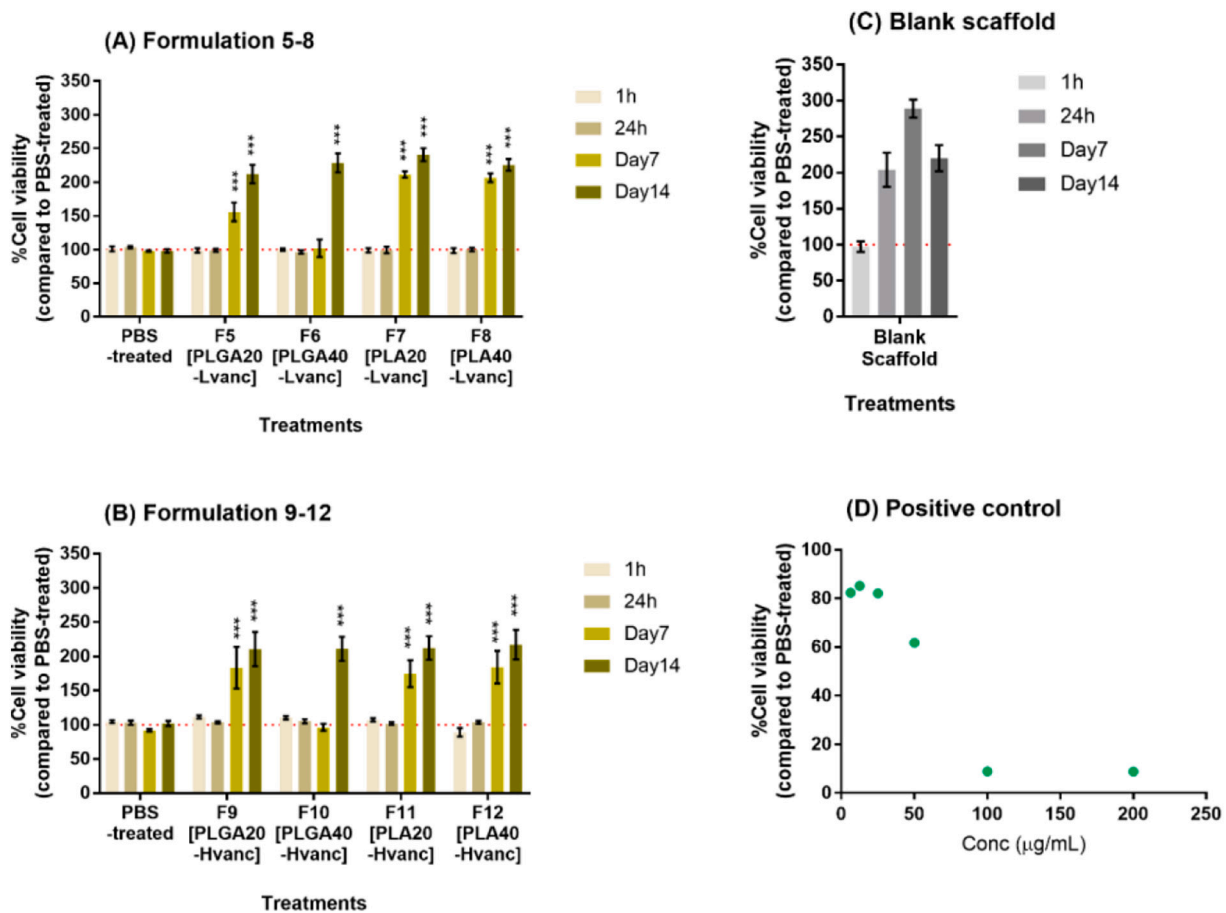 (A) Formulation 5-8
%Cell viability
(compared to PBS-treated)
350
300
250
200
150
100
50
0
*** *** *** *** *** *** ***
PBS F5 F6 F7 F8
-treated [PLGA20 [PLGA40 [PLA20 [PLA40
-Lvanc] -Lvanc] -Lvanc] -Lvanc]
Treatments
1h
24h
Day7
Day14
(C) Blank scaffold
%Cell viability
(compared to PBS-treated)
350
300
250
200
150
100
50
0
Blank
Scaffold
Treatments
1h
24h
Day7
Day14
(B) Formulation 9-12
%Cell viability
(compared to PBS-treated)
350
300
250
200
150
100
50
0
*** *** *** *** *** *** ***
PBS F9 F10 F11 F12
-treated [PLGA20 [PLGA40 [PLA20 [PLA40
-Hvanc] -Hvanc] -Hvanc] -Hvanc]
Treatments
1h
24h
Day7
Day14
(D) Positive control
%Cell viability
(compared to PBS-treated)
100
80
60
40
20
0
0 50 100 150 200 250
Conc (μg/mL)